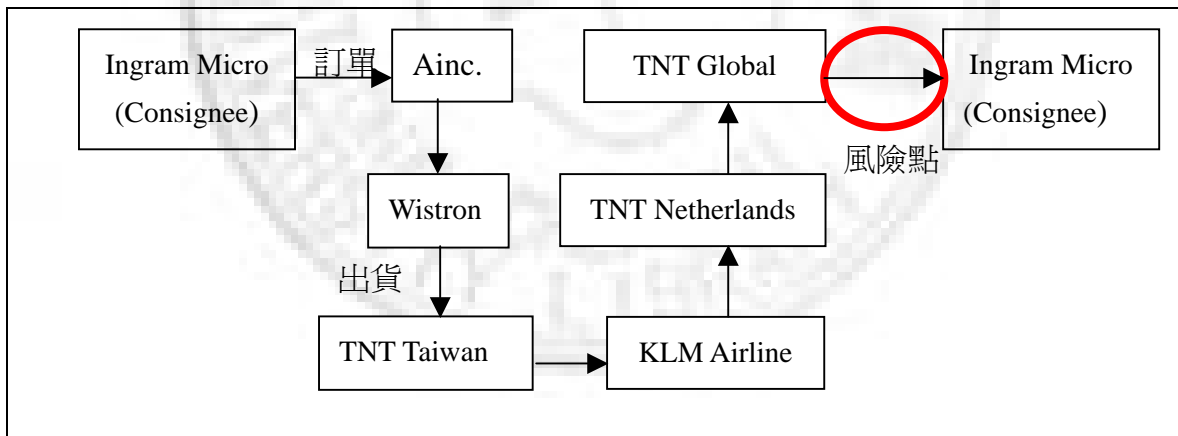 Ingram Micro
(Consignee)
訂單
Ainc.
TNT Global
Ingram Micro
(Consignee)
風險點
Wistron
TNT Netherlands
出貨
TNT Taiwan
KLM Airline